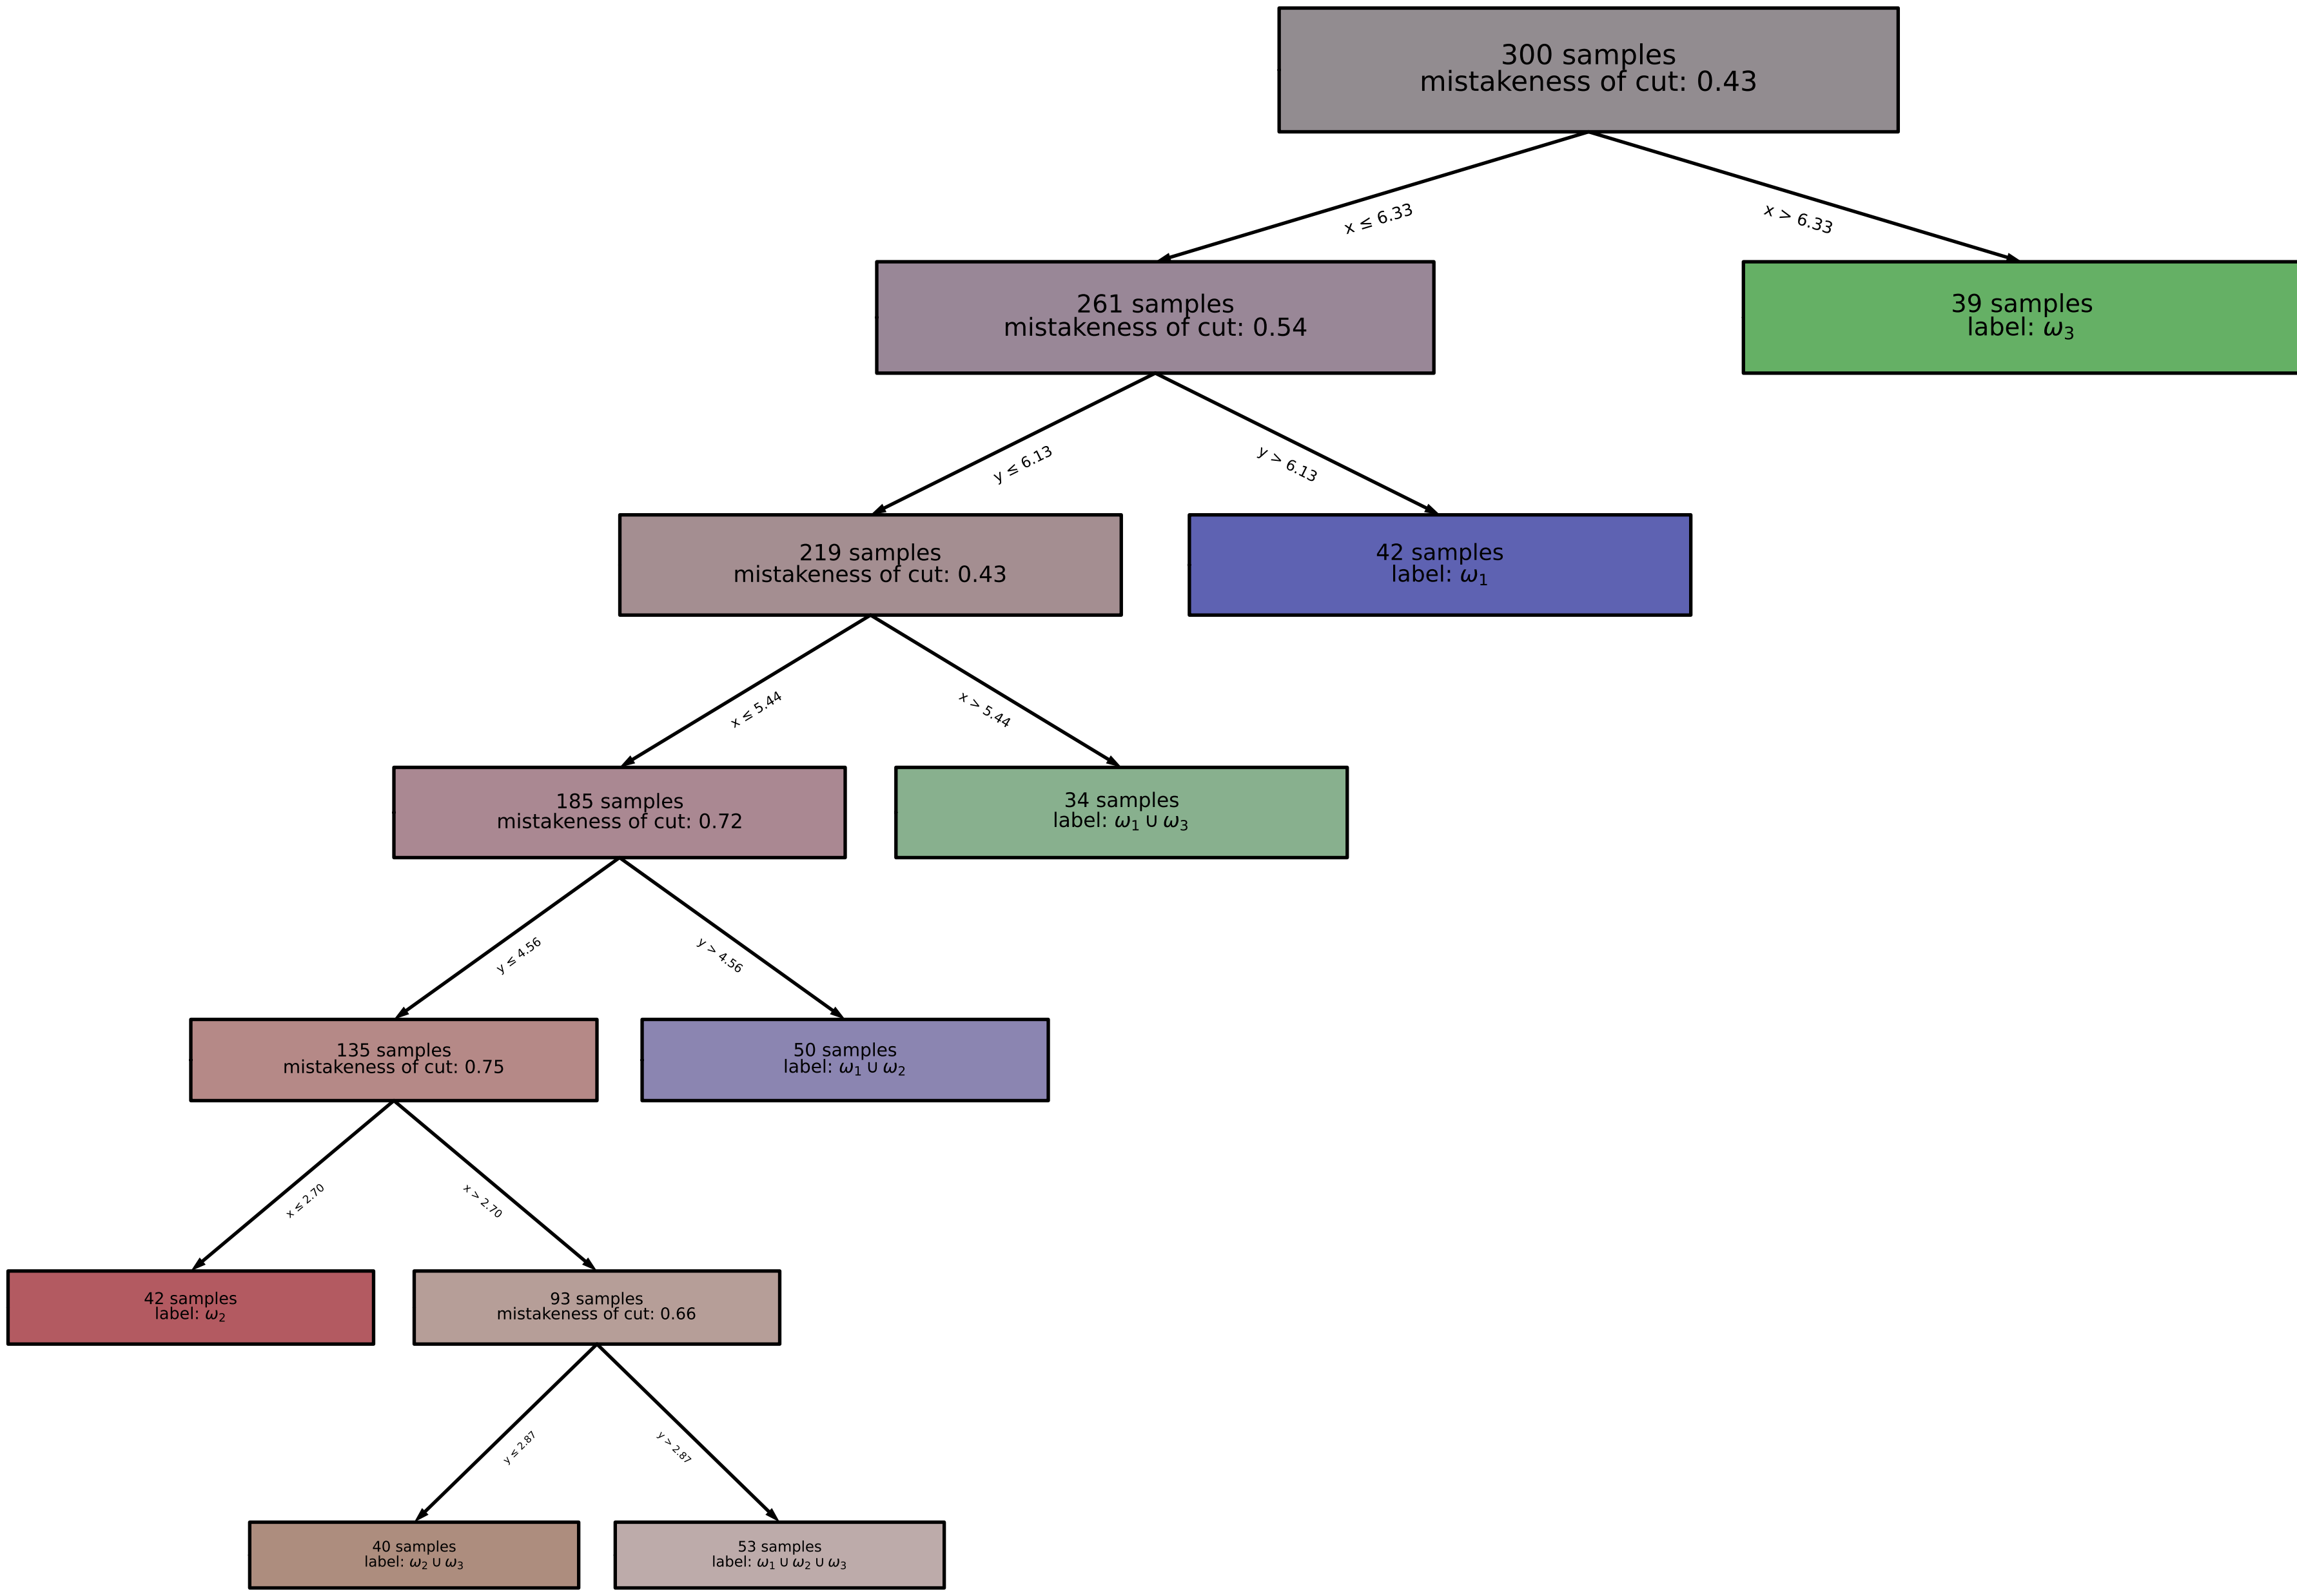 300 samples
mistakeness of cut: 0.43
x ≤ 6.33
x > 6.33
261 samples
mistakeness of cut: 0.54
39 samples
label: ω₃
y ≤ 6.13
y > 6.13
219 samples
mistakeness of cut: 0.43
42 samples
label: ω₁
x ≤ 5.44
x > 5.44
185 samples
mistakeness of cut: 0.72
34 samples
label: ω₁ ∪ ω₃
y ≤ 4.56
y > 4.56
135 samples
mistakeness of cut: 0.75
50 samples
label: ω₁ ∪ ω₂
x ≤ 2.70
x > 2.70
42 samples
label: ω₂
93 samples
mistakeness of cut: 0.66
y ≤ 2.87
y > 2.87
40 samples
label: ω₂ ∪ ω₃
53 samples
label: ω₁ ∪ ω₂ ∪ ω₃